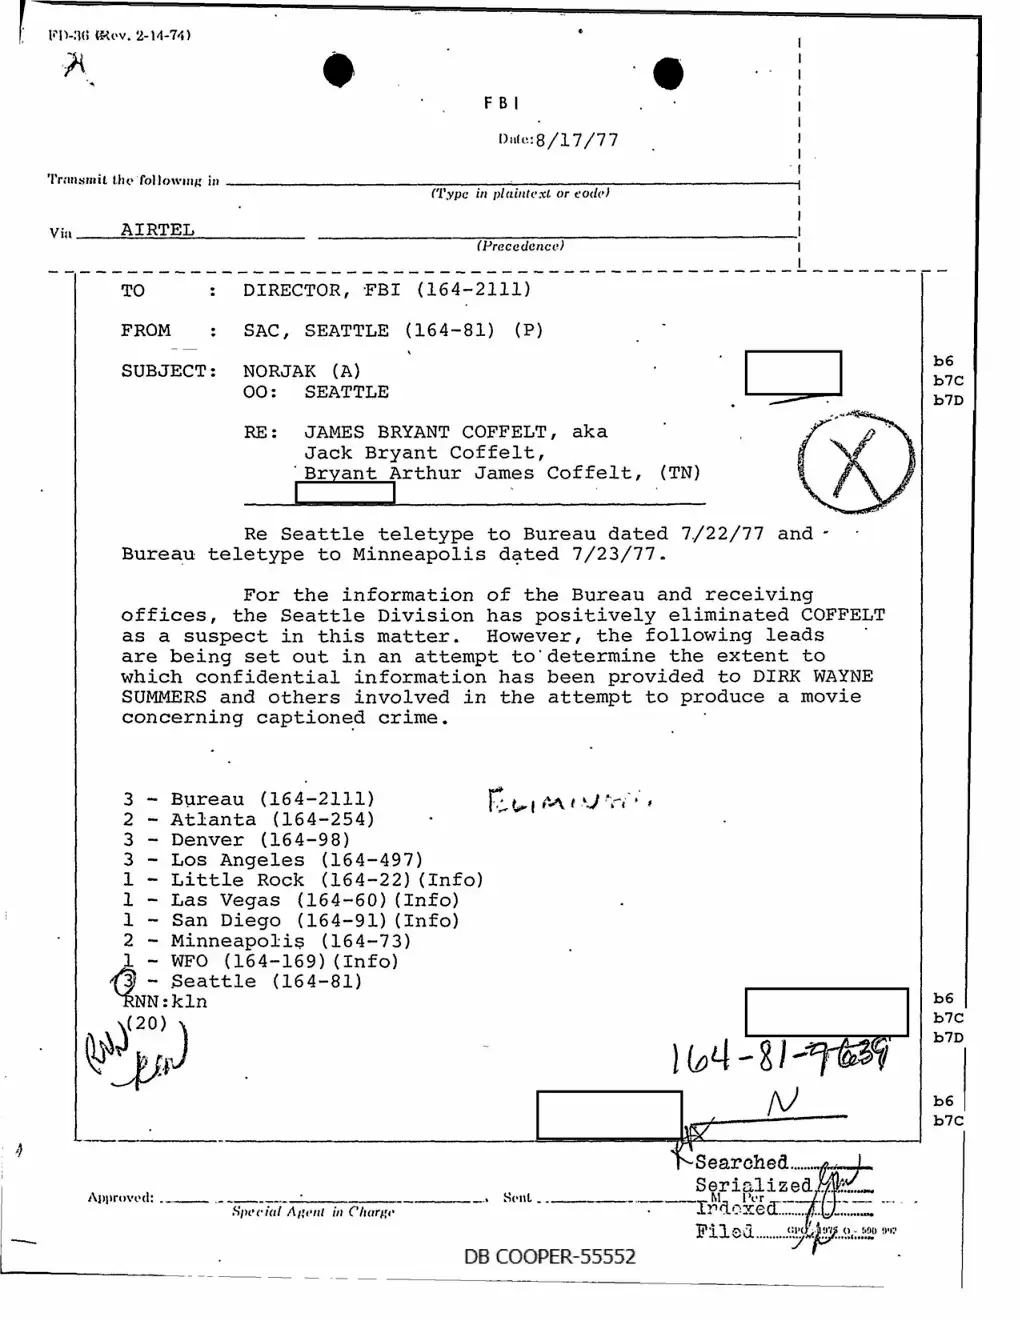 FD-36 (Rev. 2-14-74)
F B I
Date: 8/17/77
Transmit the following in
(Type in plaintext or code)
Via AIRTEL
(Precedence)
TO : DIRECTOR, FBI (164-2111)
FROM : SAC, SEATTLE (164-81) (P)
SUBJECT: NORJAK (A)
OO: SEATTLE
b6
b7C
b7D
RE: JAMES BRYANT COFFELT, aka
Jack Bryant Coffelt,
Bryant Arthur James Coffelt, (TN)
X
Re Seattle teletype to Bureau dated 7/22/77 and
Bureau teletype to Minneapolis dated 7/23/77.
For the information of the Bureau and receiving
offices, the Seattle Division has positively eliminated COFFELT
as a suspect in this matter. However, the following leads
are being set out in an attempt to determine the extent to
which confidential information has been provided to DIRK WAYNE
SUMMERS and others involved in the attempt to produce a movie
concerning captioned crime.
3 - Bureau (164-2111)
2 - Atlanta (164-254)
3 - Denver (164-98)
3 - Los Angeles (164-497)
1 - Little Rock (164-22)(Info)
1 - Las Vegas (164-60)(Info)
1 - San Diego (164-91)(Info)
2 - Minneapolis (164-73)
1 - WFO (164-169)(Info)
3 - Seattle (164-81)
RNN:kln
(20)
b6
b7C
b7D
164-81-
N
b6
b7C
Searched
Serialized
Indexed
Filed
Approved:
Special Agent in Charge
Sent M Per
DB COOPER-55552